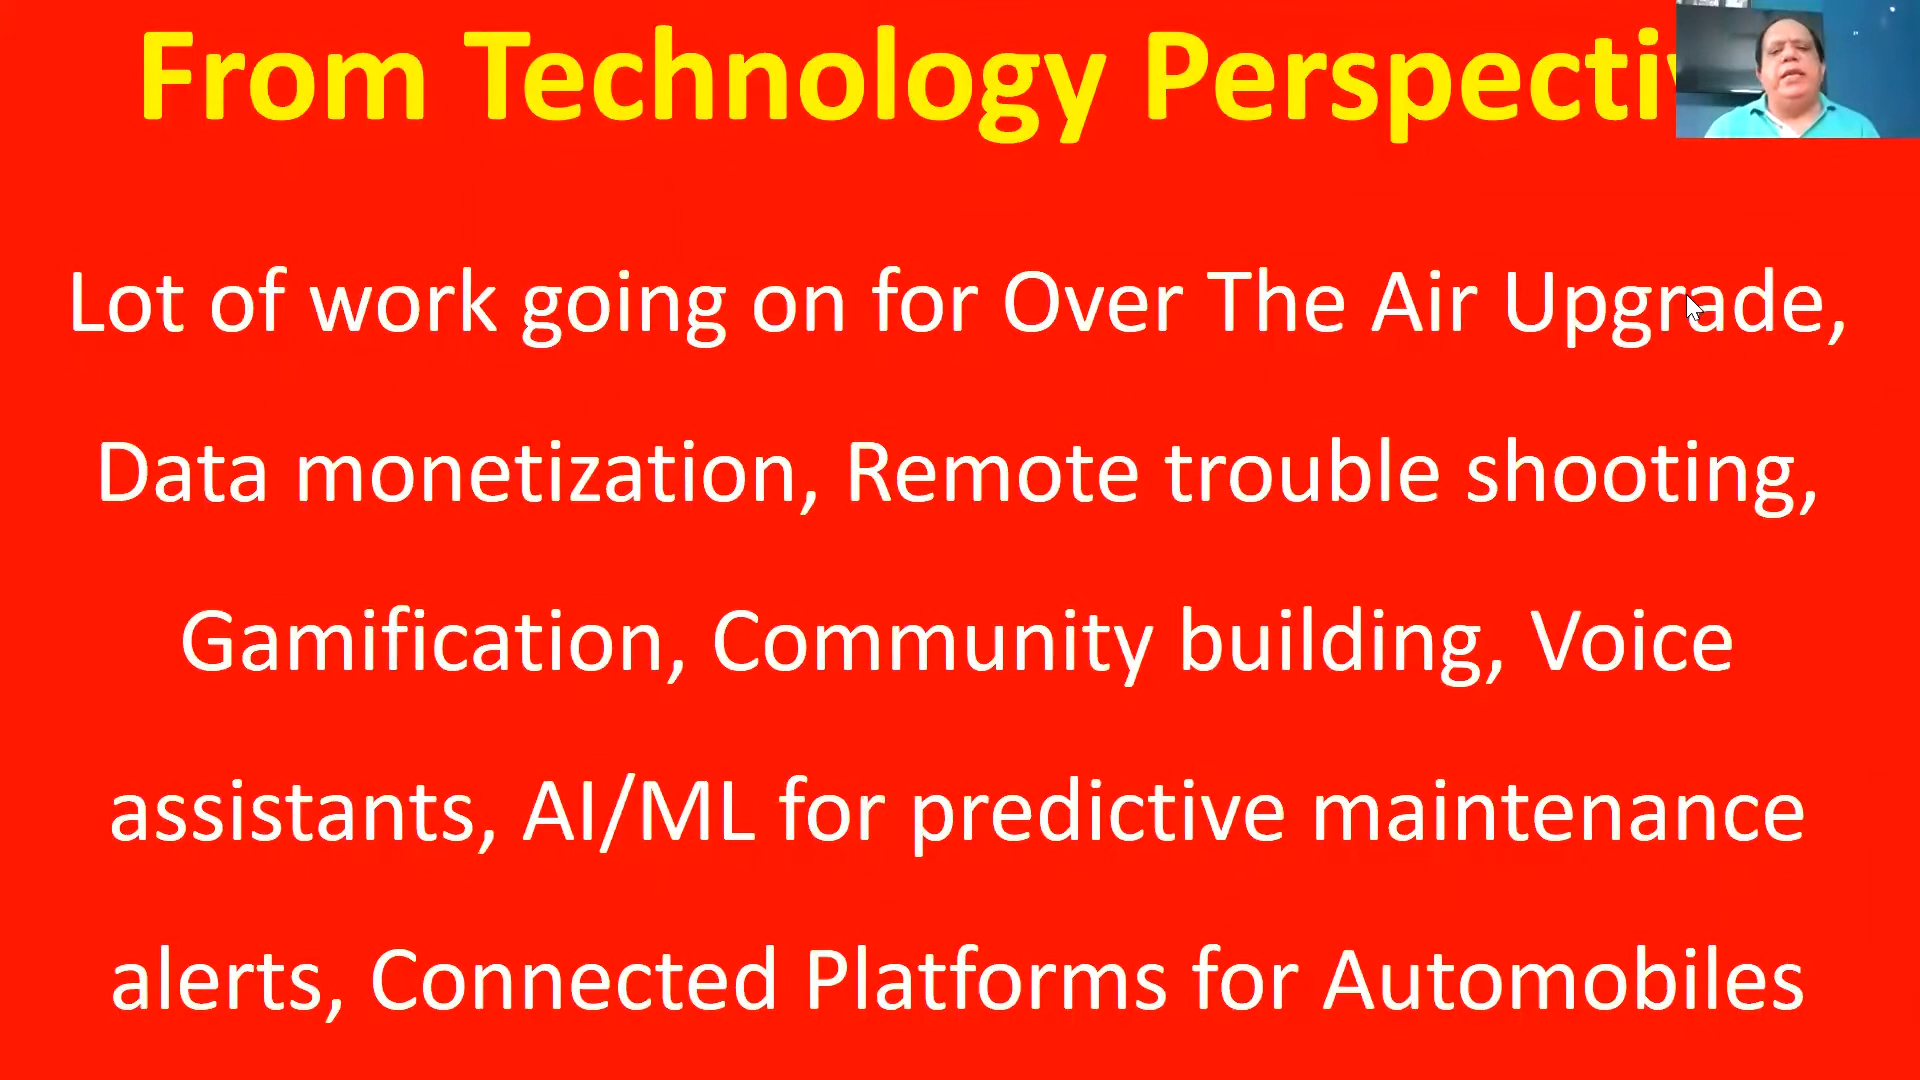 From Technology Perspecti
Lot of work going on for Over The Air Upgrade,
Data monetization, Remote trouble shooting,
Gamification, Community building, Voice
assistants, AI/ML for predictive maintenance
alerts, Connected Platforms for Automobiles